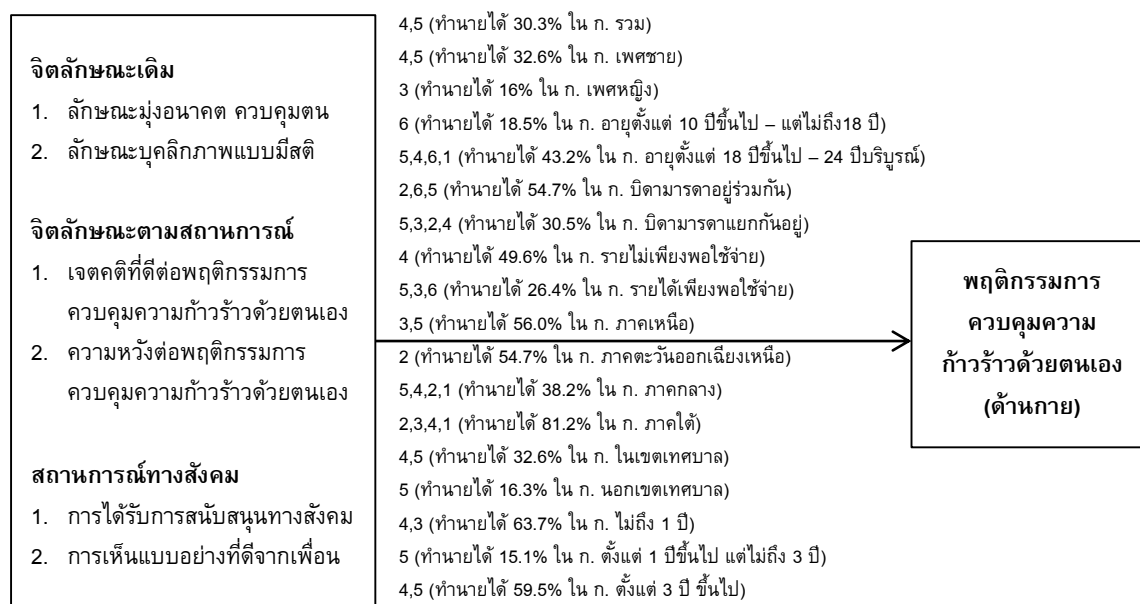 จิตลักษณะเดิม
1. ลักษณะมุ่งอนาคต ควบคุมตน
2. ลักษณะบุคลิกภาพแบบมีสติ
จิตลักษณะตามสถานการณ์
1. เจตคติที่ดีต่อพฤติกรรมการ
ควบคุมความก้าวร้าวด้วยตนเอง
2. ความหวังต่อพฤติกรรมการ
ควบคุมความก้าวร้าวด้วยตนเอง
สถานการณ์ทางสังคม
1. การได้รับการสนับสนุนทางสังคม
2. การเห็นแบบอย่างที่ดีจากเพื่อน
4,5 (ทำนายได้ 30.3% ใน ก. รวม)
4,5 (ทำนายได้ 32.6% ใน ก. เพศชาย)
3 (ทำนายได้ 16% ใน ก. เพศหญิง)
6 (ทำนายได้ 18.5% ใน ก. อายุตั้งแต่ 10 ปีขึ้นไป – แต่ไม่ถึง18 ปี)
5,4,6,1 (ทำนายได้ 43.2% ใน ก. อายุตั้งแต่ 18 ปีขึ้นไป – 24 ปีบริบูรณ์)
2,6,5 (ทำนายได้ 54.7% ใน ก. บิดามารดาอยู่ร่วมกัน)
5,3,2,4 (ทำนายได้ 30.5% ใน ก. บิดามารดาแยกกันอยู่)
4 (ทำนายได้ 49.6% ใน ก. รายไม่เพียงพอใช้จ่าย)
5,3,6 (ทำนายได้ 26.4% ใน ก. รายได้เพียงพอใช้จ่าย)
3,5 (ทำนายได้ 56.0% ใน ก. ภาคเหนือ)
2 (ทำนายได้ 54.7% ใน ก. ภาคตะวันออกเฉียงเหนือ)
5,4,2,1 (ทำนายได้ 38.2% ใน ก. ภาคกลาง)
2,3,4,1 (ทำนายได้ 81.2% ใน ก. ภาคใต้)
4,5 (ทำนายได้ 32.6% ใน ก. ในเขตเทศบาล)
5 (ทำนายได้ 16.3% ใน ก. นอกเขตเทศบาล)
4,3 (ทำนายได้ 63.7% ใน ก. ไม่ถึง 1 ปี)
5 (ทำนายได้ 15.1% ใน ก. ตั้งแต่ 1 ปีขึ้นไป แต่ไม่ถึง 3 ปี)
4,5 (ทำนายได้ 59.5% ใน ก. ตั้งแต่ 3 ปี ขึ้นไป)
พฤติกรรมการ
ควบคุมความ
ก้าวร้าวด้วยตนเอง
(ด้านกาย)